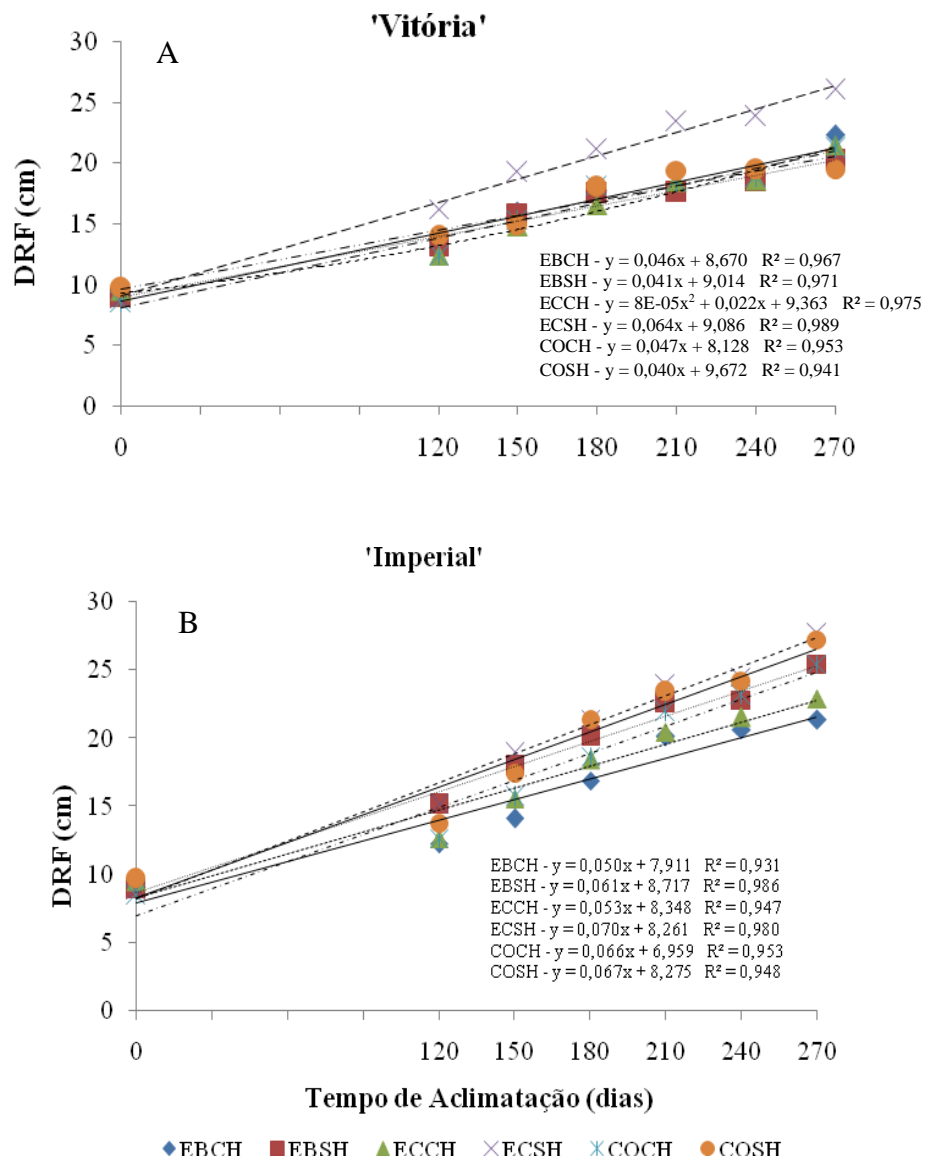 'Vitória'
A
DRF (cm)
30
25
20
15
10
5
0
EBCH - y = 0,046x + 8,670 R² = 0,967
EBSH - y = 0,041x + 9,014 R² = 0,971
ECCH - y = 8E-05x² + 0,022x + 9,363 R² = 0,975
ECSH - y = 0,064x + 9,086 R² = 0,989
COCH - y = 0,047x + 8,128 R² = 0,953
COSH - y = 0,040x + 9,672 R² = 0,941
0 120 150 180 210 240 270
'Imperial'
B
DRF (cm)
30
25
20
15
10
5
0
EBCH - y = 0,050x + 7,911 R² = 0,931
EBSH - y = 0,061x + 8,717 R² = 0,986
ECCH - y = 0,053x + 8,348 R² = 0,947
ECSH - y = 0,070x + 8,261 R² = 0,980
COCH - y = 0,066x + 6,959 R² = 0,953
COSH - y = 0,067x + 8,275 R² = 0,948
0 120 150 180 210 240 270
Tempo de Aclimatação (dias)
EBCH EBSH ECCH ECSH COCH COSH